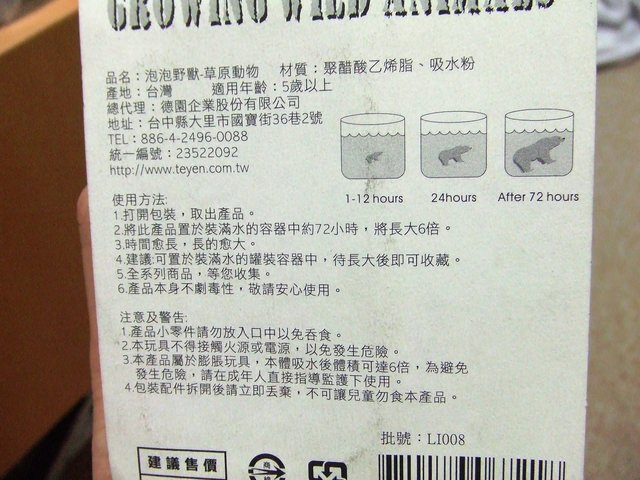 GROWING WILD ANIMALS
品名：泡泡野獸-草原動物　材質：聚醋酸乙烯脂、吸水粉
產地：台灣　　適用年齡：5歲以上
總代理：德園企業股份有限公司
地址：台中縣大里市國寶街36巷2號
TEL：886-4-2496-0088
統一編號：23522092
http://www.teyen.com.tw
1-12 hours
24hours
After 72 hours
使用方法:
1.打開包裝，取出產品。
2.將此產品置於裝滿水的容器中約72小時，將長大6倍。
3.時間愈長，長的愈大。
4.建議:可置於裝滿水的罐裝容器中，待長大後即可收藏。
5.全系列商品，等您收集。
6.產品本身不劇毒性，敬請安心使用。
注意及警告:
1.產品小零件請勿放入口中以免吞食。
2.本玩具不得接觸火源或電源，以免發生危險。
3.本產品屬於膨脹玩具，本體吸水後體積可達6倍，為避免
發生危險，請在成年人直接指導監護下使用。
4.包裝配件拆開後請立即丟棄，不可讓兒童勿食本產品。
批號：LI008
建議售價